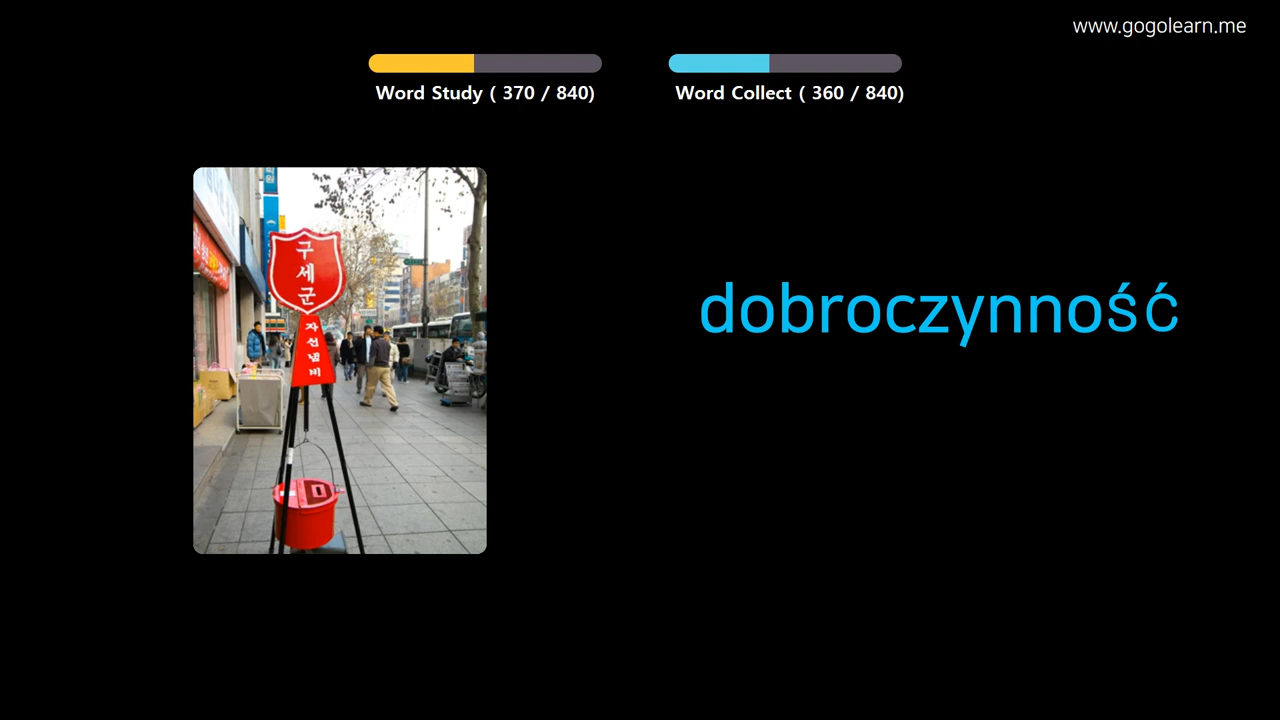 www.gogolearn.me
Word Study ( 370 / 840)
Word Collect ( 360 / 840)
구
세
군
자
선
냄
비
dobroczynność